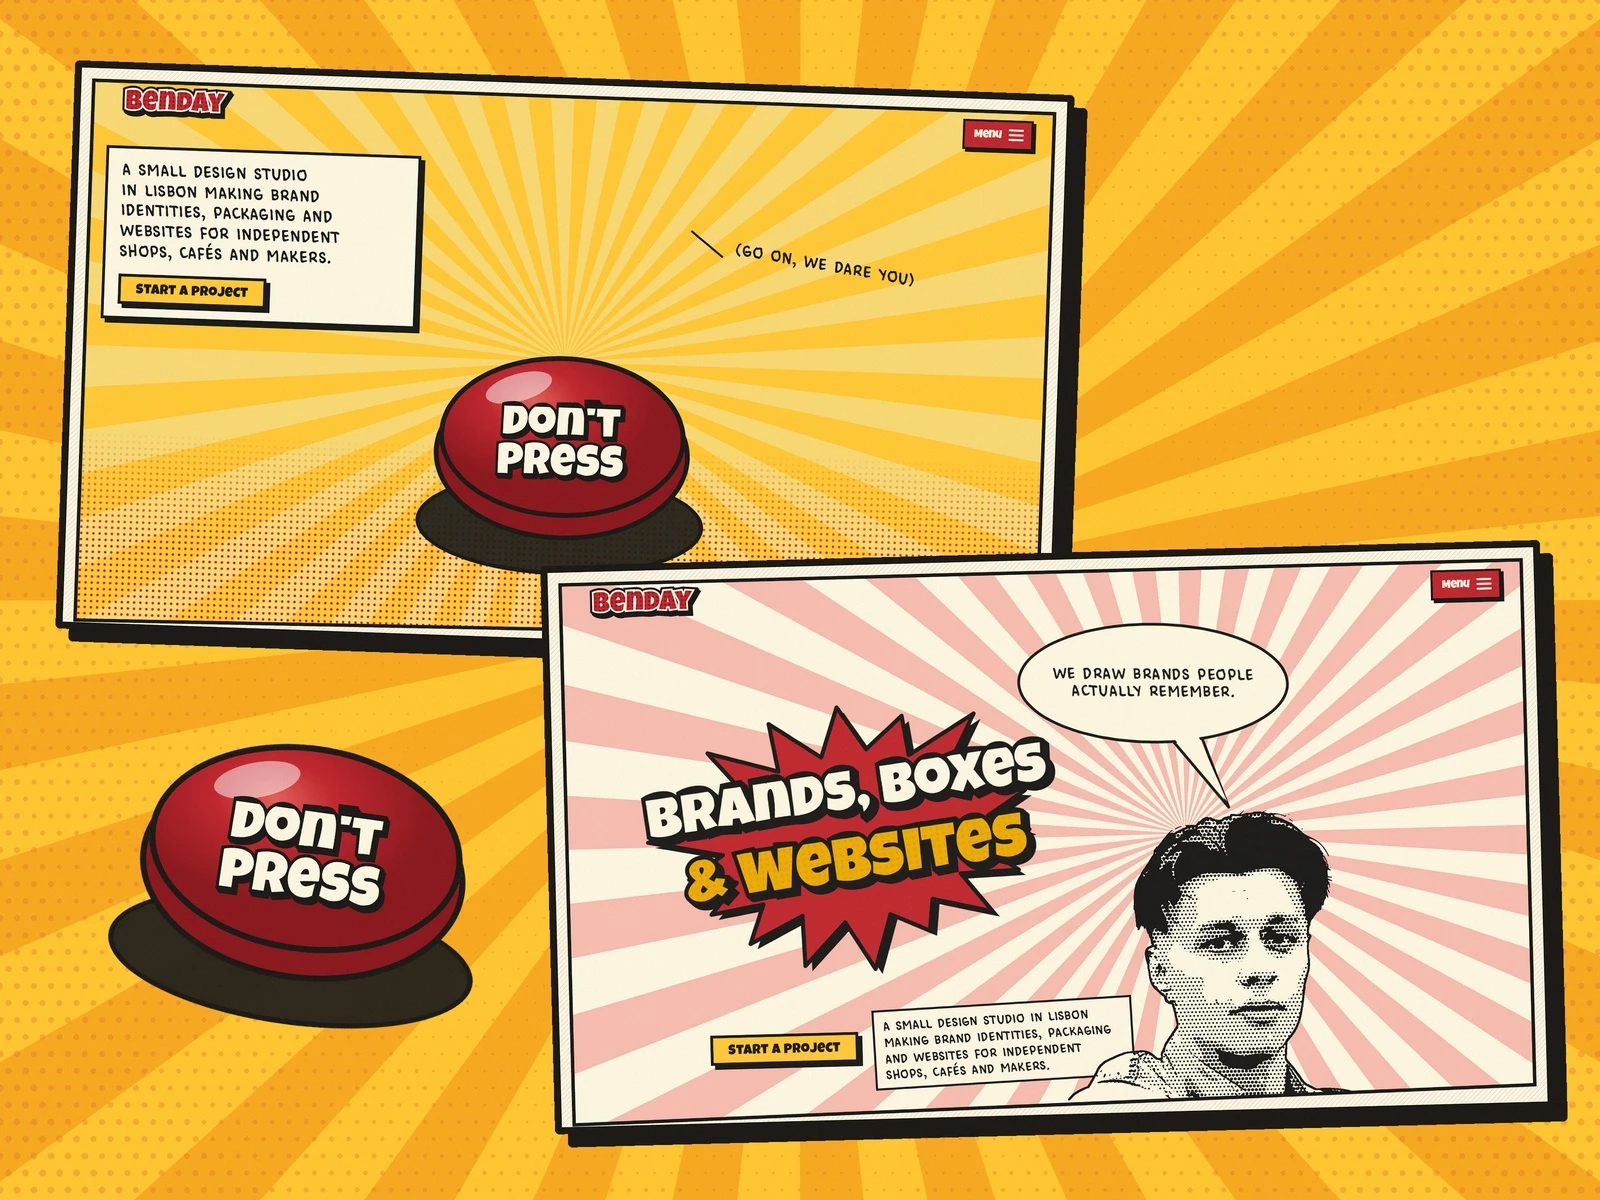 BENDAY
Menu
A SMALL DESIGN STUDIO
IN LISBON MAKING BRAND
IDENTITIES, PACKAGING AND
WEBSITES FOR INDEPENDENT
SHOPS, CAFÉS AND MAKERS.
START A PROJECT
(GO ON, WE DARE YOU)
DON'T
PRESS
BENDAY
Menu
WE DRAW BRANDS PEOPLE
ACTUALLY REMEMBER.
BRANDS, BOXES
& WEBSITES
START A PROJECT
A SMALL DESIGN STUDIO IN LISBON
MAKING BRAND IDENTITIES, PACKAGING
AND WEBSITES FOR INDEPENDENT
SHOPS, CAFÉS AND MAKERS.
DON'T
PRESS